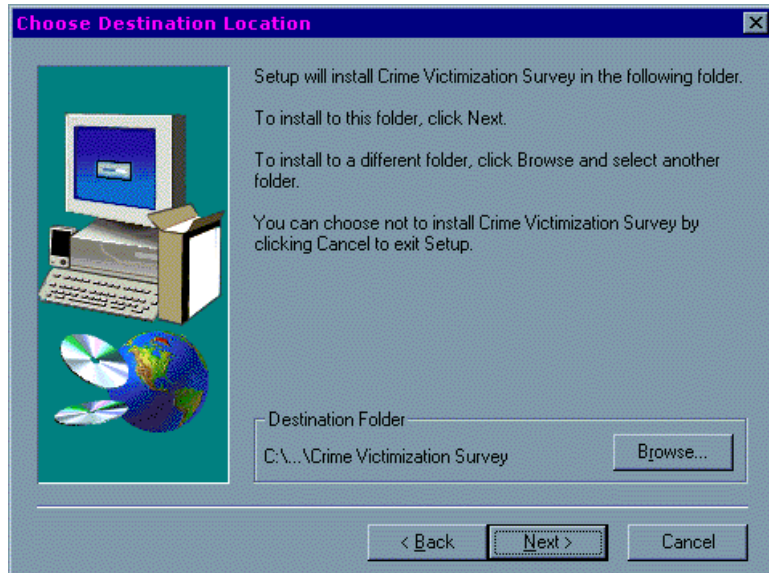 Choose Destination Location
Setup will install Crime Victimization Survey in the following folder.
To install to this folder, click Next.
To install to a different folder, click Browse and select another
folder.
You can choose not to install Crime Victimization Survey by
clicking Cancel to exit Setup.
Destination Folder
C:\...\Crime Victimization Survey
Browse...
< Back
Next >
Cancel